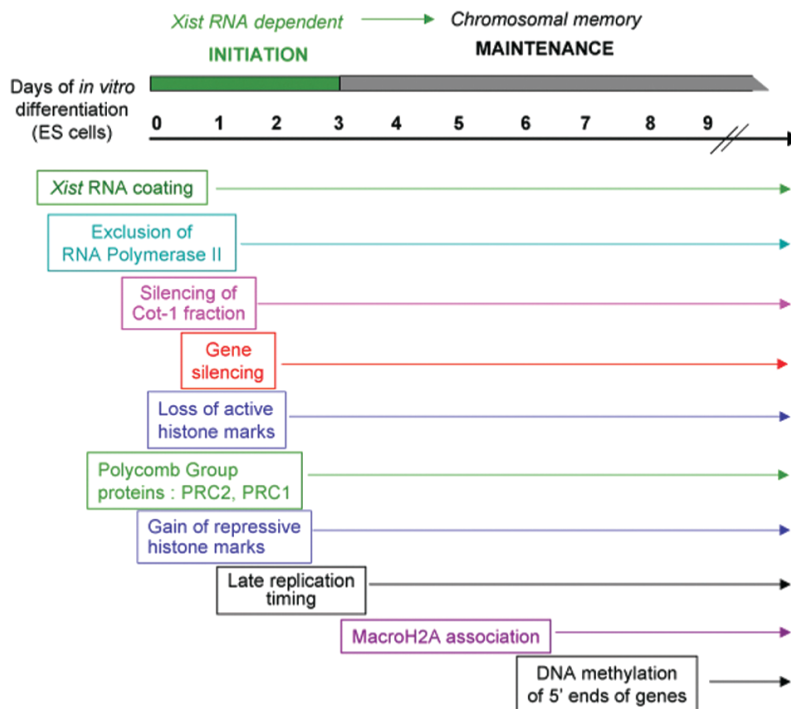 Xist RNA dependent Chromosomal memory
INITIATION MAINTENANCE
Days of in vitro
differentiation
(ES cells)
0 1 2 3 4 5 6 7 8 9
Xist RNA coating
Exclusion of
RNA Polymerase II
Silencing of
Cot-1 fraction
Gene
silencing
Loss of active
histone marks
Polycomb Group
proteins : PRC2, PRC1
Gain of repressive
histone marks
Late replication
timing
MacroH2A association
DNA methylation
of 5' ends of genes